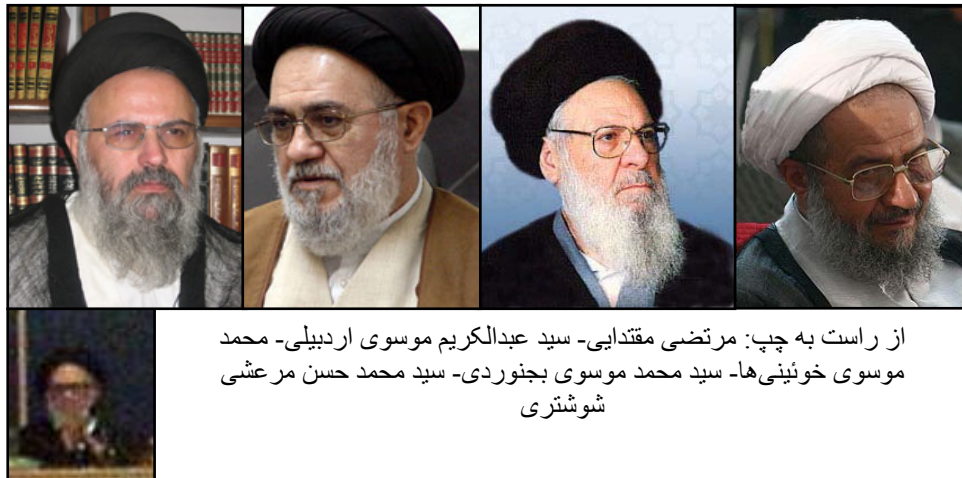 از راست به چپ: مرتضی مقتدایی- سید عبدالکریم موسوی اردبیلی- محمد
موسوی خوئینی‌ها- سید محمد موسوی بجنوردی- سید محمد حسن مرعشی
شوشتری